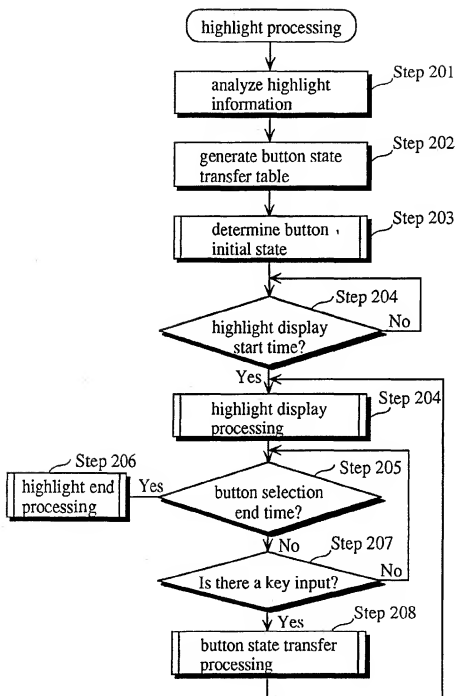 highlight processing
Step 201
analyze highlight
information
Step 202
generate button state
transfer table
Step 203
determine button
initial state
Step 204
highlight display
start time?
No
Yes
Step 204
highlight display
processing
Step 206
highlight end
processing
Yes
Step 205
button selection
end time?
No
Step 207
Is there a key input?
No
Yes
Step 208
button state transfer
processing